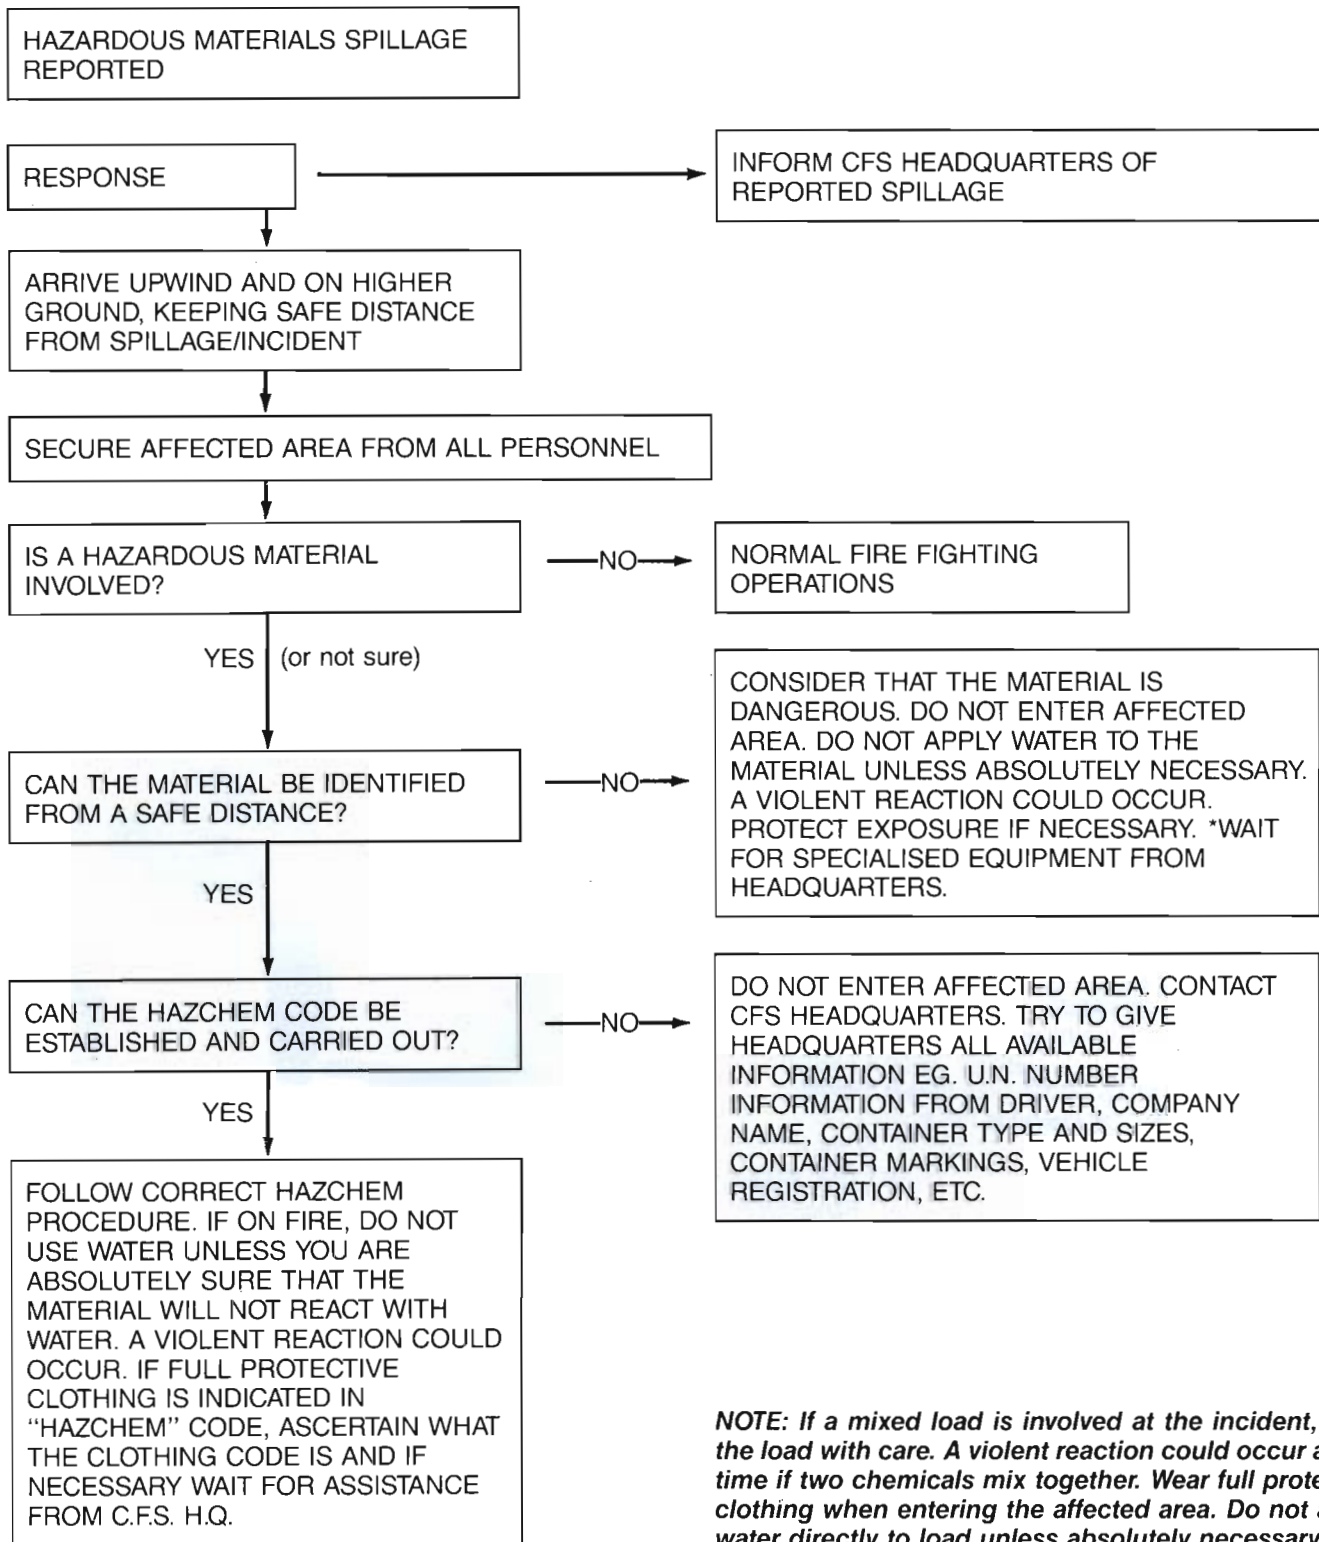 HAZARDOUS MATERIALS SPILLAGE
REPORTED
RESPONSE
INFORM CFS HEADQUARTERS OF
REPORTED SPILLAGE
ARRIVE UPWIND AND ON HIGHER
GROUND, KEEPING SAFE DISTANCE
FROM SPILLAGE/INCIDENT
SECURE AFFECTED AREA FROM ALL PERSONNEL
IS A HAZARDOUS MATERIAL
INVOLVED?
NO
NORMAL FIRE FIGHTING
OPERATIONS
YES (or not sure)
CAN THE MATERIAL BE IDENTIFIED
FROM A SAFE DISTANCE?
NO
CONSIDER THAT THE MATERIAL IS
DANGEROUS. DO NOT ENTER AFFECTED
AREA. DO NOT APPLY WATER TO THE
MATERIAL UNLESS ABSOLUTELY NECESSARY.
A VIOLENT REACTION COULD OCCUR.
PROTECT EXPOSURE IF NECESSARY. *WAIT
FOR SPECIALISED EQUIPMENT FROM
HEADQUARTERS.
YES
CAN THE HAZCHEM CODE BE
ESTABLISHED AND CARRIED OUT?
NO
DO NOT ENTER AFFECTED AREA. CONTACT
CFS HEADQUARTERS. TRY TO GIVE
HEADQUARTERS ALL AVAILABLE
INFORMATION EG. U.N. NUMBER
INFORMATION FROM DRIVER, COMPANY
NAME, CONTAINER TYPE AND SIZES,
CONTAINER MARKINGS, VEHICLE
REGISTRATION, ETC.
YES
FOLLOW CORRECT HAZCHEM
PROCEDURE. IF ON FIRE, DO NOT
USE WATER UNLESS YOU ARE
ABSOLUTELY SURE THAT THE
MATERIAL WILL NOT REACT WITH
WATER. A VIOLENT REACTION COULD
OCCUR. IF FULL PROTECTIVE
CLOTHING IS INDICATED IN
"HAZCHEM" CODE, ASCERTAIN WHAT
THE CLOTHING CODE IS AND IF
NECESSARY WAIT FOR ASSISTANCE
FROM C.F.S. H.Q.
NOTE: If a mixed load is involved at the incident,
the load with care. A violent reaction could occur
time if two chemicals mix together. Wear full
clothing when entering the affected area. Do not
water directly to load unless absolutely necessary